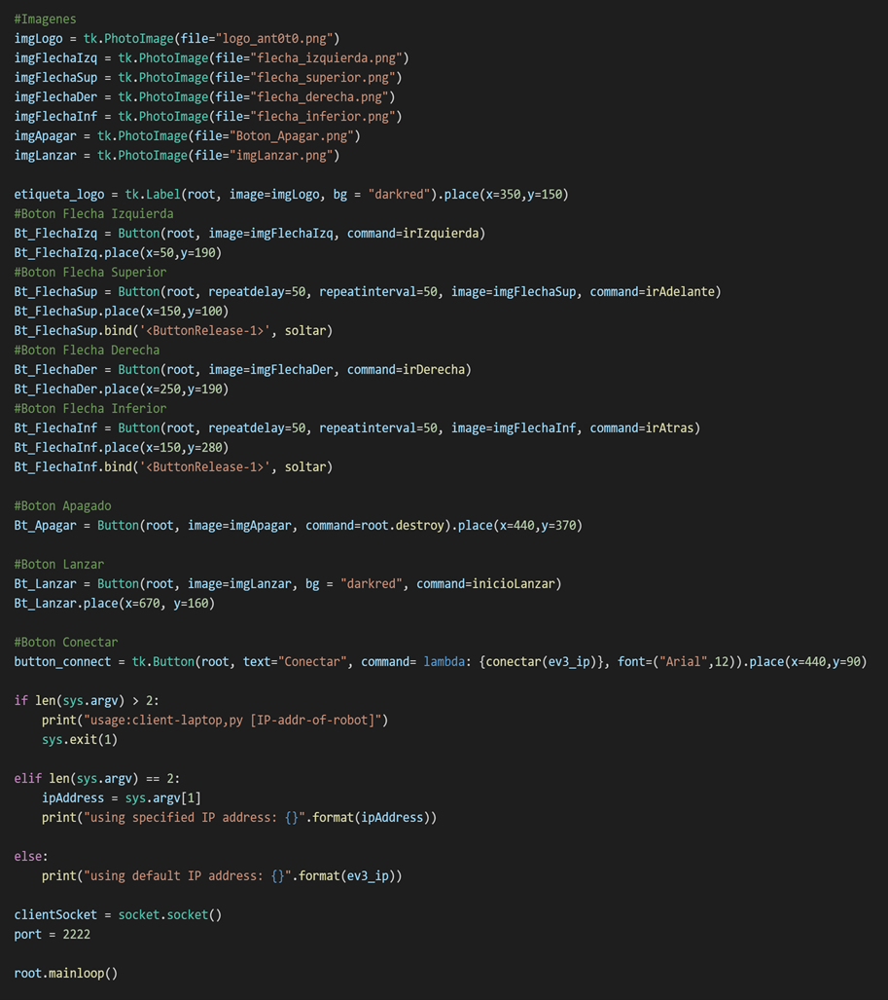 #Imagenes
imgLogo = tk.PhotoImage(file="logo_ant0t0.png")
imgFlechaIzq = tk.PhotoImage(file="flecha_izquierda.png")
imgFlechaSup = tk.PhotoImage(file="flecha_superior.png")
imgFlechaDer = tk.PhotoImage(file="flecha_derecha.png")
imgFlechaInf = tk.PhotoImage(file="flecha_inferior.png")
imgApagar = tk.PhotoImage(file="Boton_Apagar.png")
imgLanzar = tk.PhotoImage(file="imgLanzar.png")

etiqueta_logo = tk.Label(root, image=imgLogo, bg = "darkred").place(x=350,y=150)
#Boton Flecha Izquierda
Bt_FlechaIzq = Button(root, image=imgFlechaIzq, command=irIzquierda)
Bt_FlechaIzq.place(x=50,y=190)
#Boton Flecha Superior
Bt_FlechaSup = Button(root, repeatdelay=50, repeatinterval=50, image=imgFlechaSup, command=irAdelante)
Bt_FlechaSup.place(x=150,y=100)
Bt_FlechaSup.bind('<ButtonRelease-1>', soltar)
#Boton Flecha Derecha
Bt_FlechaDer = Button(root, image=imgFlechaDer, command=irDerecha)
Bt_FlechaDer.place(x=250,y=190)
#Boton Flecha Inferior
Bt_FlechaInf = Button(root, repeatdelay=50, repeatinterval=50, image=imgFlechaInf, command=irAtras)
Bt_FlechaInf.place(x=150,y=280)
Bt_FlechaInf.bind('<ButtonRelease-1>', soltar)

#Boton Apagado
Bt_Apagar = Button(root, image=imgApagar, command=root.destroy).place(x=440,y=370)

#Boton Lanzar
Bt_Lanzar = Button(root, image=imgLanzar, bg = "darkred", command=inicioLanzar)
Bt_Lanzar.place(x=670, y=160)

#Boton Conectar
button_connect = tk.Button(root, text="Conectar", command= lambda: {conectar(ev3_ip)}, font=("Arial",12)).place(x=440,y=90)

if len(sys.argv) > 2:
    print("usage:client-laptop,py [IP-addr-of-robot]")
    sys.exit(1)

elif len(sys.argv) == 2:
    ipAddress = sys.argv[1]
    print("using specified IP address: {}".format(ipAddress))

else:
    print("using default IP address: {}".format(ev3_ip))

clientSocket = socket.socket()
port = 2222

root.mainloop()